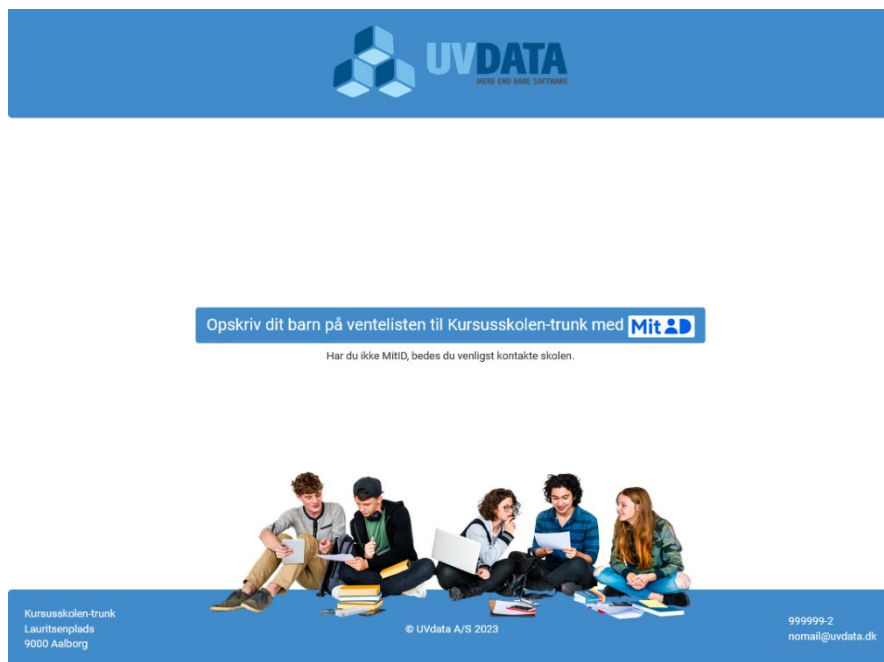 UVDATA
MERE END BARE SOFTWARE
Opskriv dit barn på ventelisten til Kursusskolen-trunk med MitID
Har du ikke MitID, bedes du venligst kontakte skolen.
Kursusskolen-trunk
Lauritsenplads
9000 Aalborg
© UVdata A/S 2023
999999-2
nomail@uvdata.dk